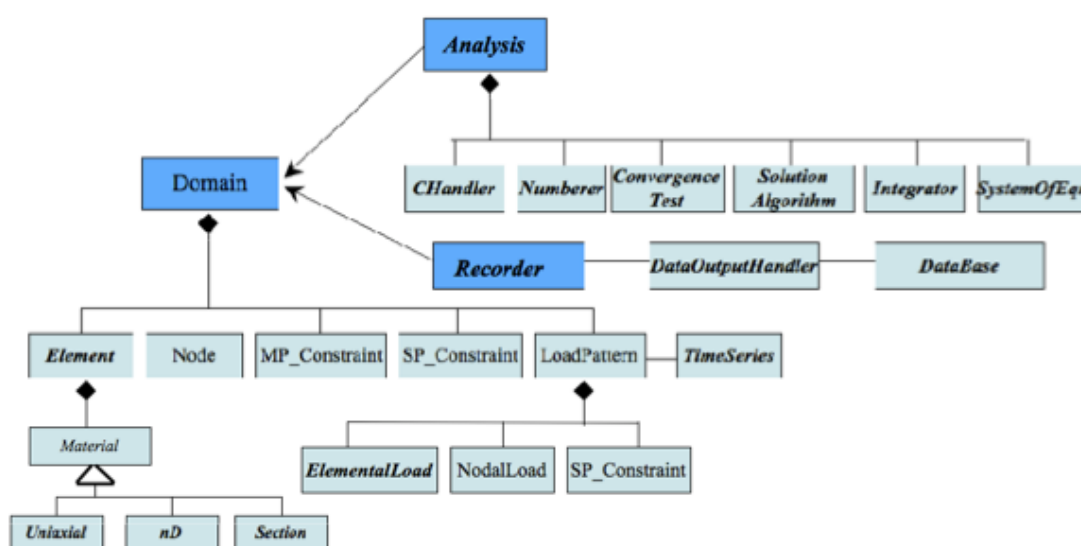 Analysis
Domain
CHandler
Numberer
Convergence
Test
Solution
Algorithm
Integrator
SystemOfEqn
Recorder
DataOutputHandler
DataBase
Element
Node
MP_Constraint
SP_Constraint
LoadPattern
TimeSeries
Material
ElementalLoad
NodalLoad
SP_Constraint
Uniaxial
nD
Section